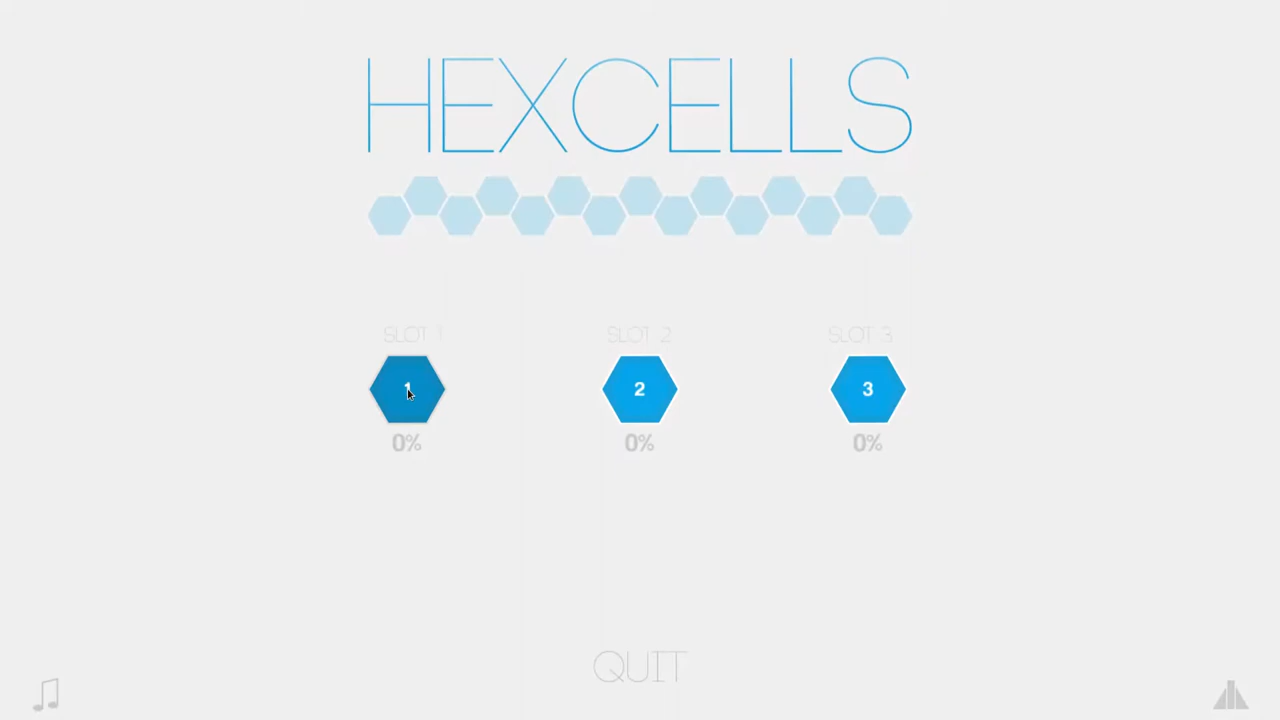 HEXCELLS
SLOT 1 SLOT 2 SLOT 3
1 2 3
0% 0% 0%
QUIT